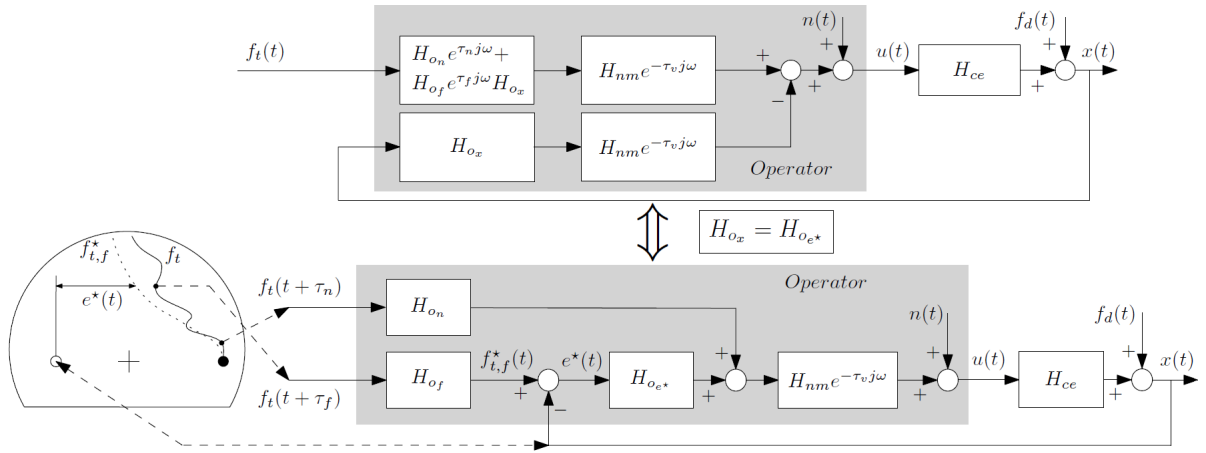 f_t(t)
H_{o_n}e^{τ_n jω}+
H_{o_f}e^{τ_f jω}H_{o_x}
H_{nm}e^{-τ_v jω}
+
−
+
n(t)
+
u(t)
H_{ce}
+
f_d(t)
+
x(t)
H_{o_x}
H_{nm}e^{-τ_v jω}
Operator
H_{o_x} = H_{o_{e⋆}}
f^⋆_{t,f}
f_t
e^⋆(t)
f_t(t + τ_n)
f_t(t + τ_f)
Operator
H_{o_n}
H_{o_f}
f^⋆_{t,f}(t)
+
−
e^⋆(t)
H_{o_{e⋆}}
+
+
H_{nm}e^{-τ_v jω}
+
n(t)
+
u(t)
H_{ce}
+
f_d(t)
+
x(t)